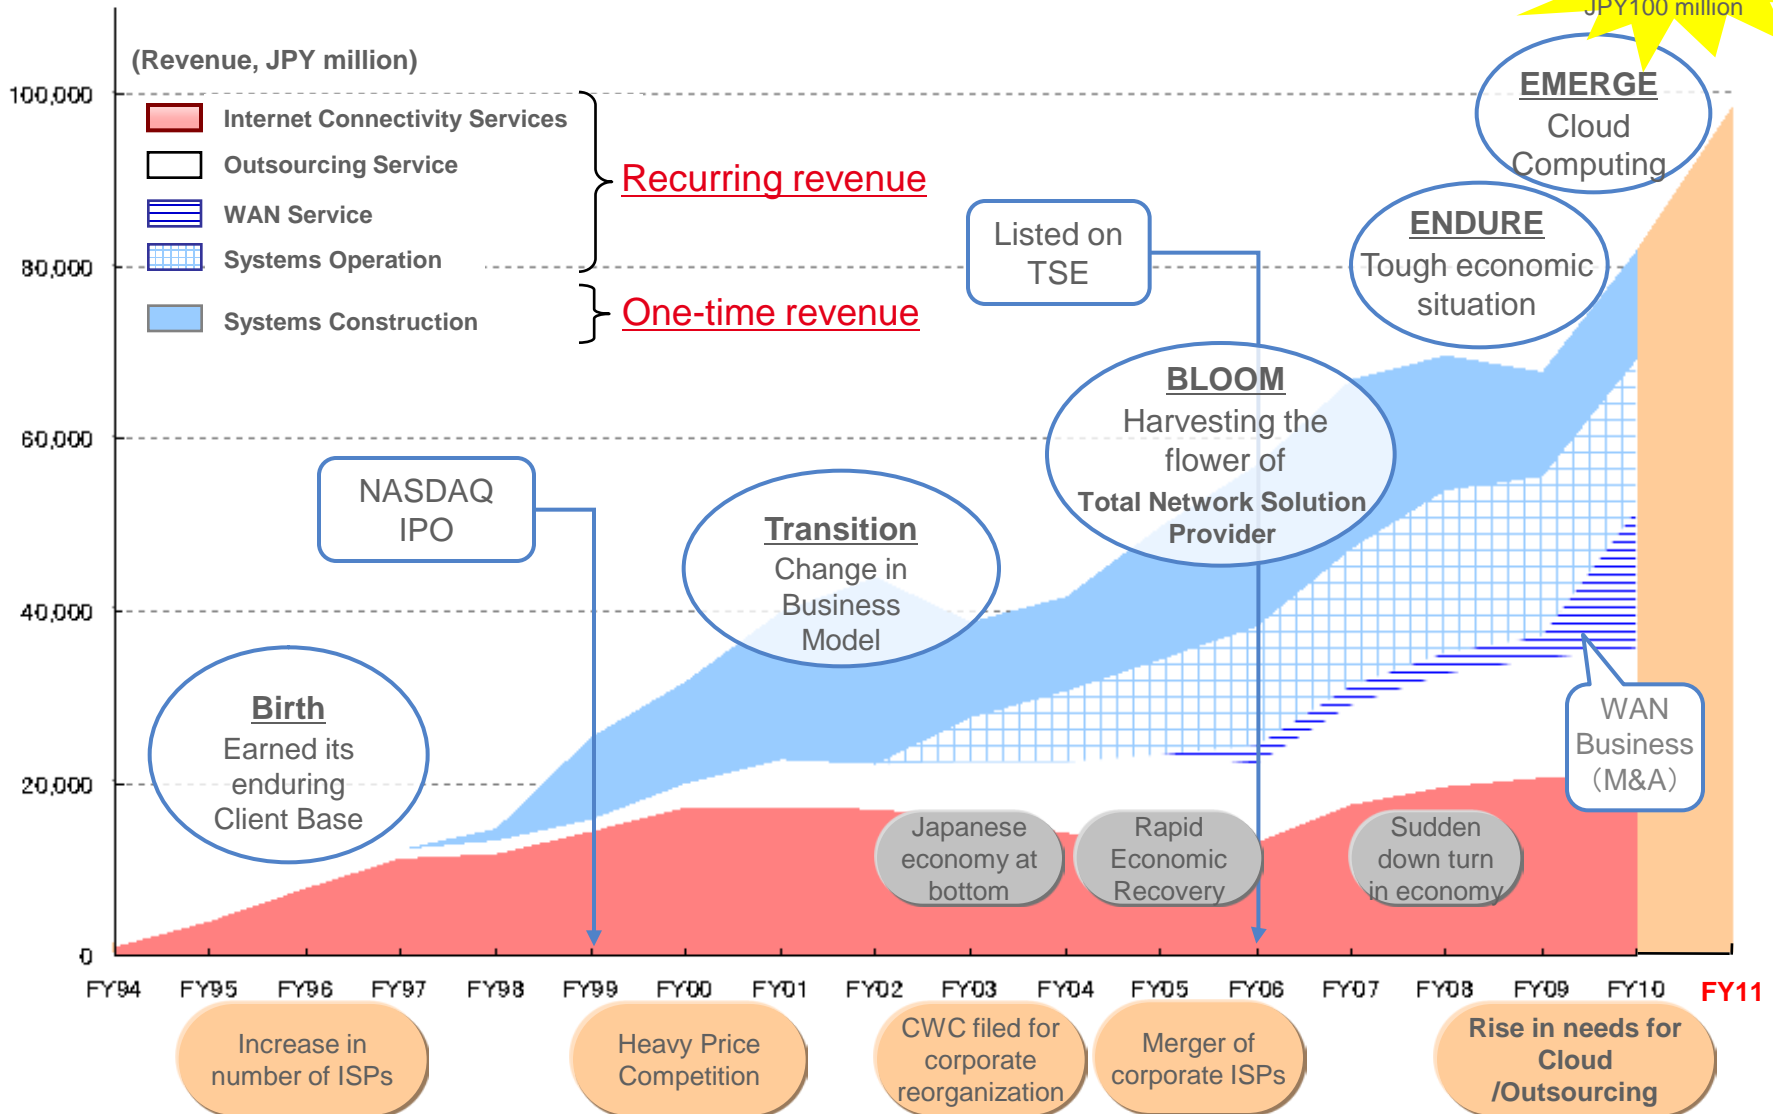 JPY100 million
(Revenue, JPY million)
100,000
80,000
60,000
40,000
20,000
0
Internet Connectivity Services
Outsourcing Service
WAN Service
Systems Operation
Systems Construction
Recurring revenue
One-time revenue
EMERGE
Cloud
Computing
ENDURE
Tough economic
situation
Listed on
TSE
BLOOM
Harvesting the
flower of
Total Network Solution
Provider
NASDAQ
IPO
Transition
Change in
Business
Model
Birth
Earned its
enduring
Client Base
WAN
Business
(M&A)
Japanese
economy at
bottom
Rapid
Economic
Recovery
Sudden
down turn
in economy
FY94 FY95 FY96 FY97 FY98 FY99 FY00 FY01 FY02 FY03 FY04 FY05 FY06 FY07 FY08 FY09 FY10 FY11
Increase in
number of ISPs
Heavy Price
Competition
CWC filed for
corporate
reorganization
Merger of
corporate ISPs
Rise in needs for
Cloud
/Outsourcing